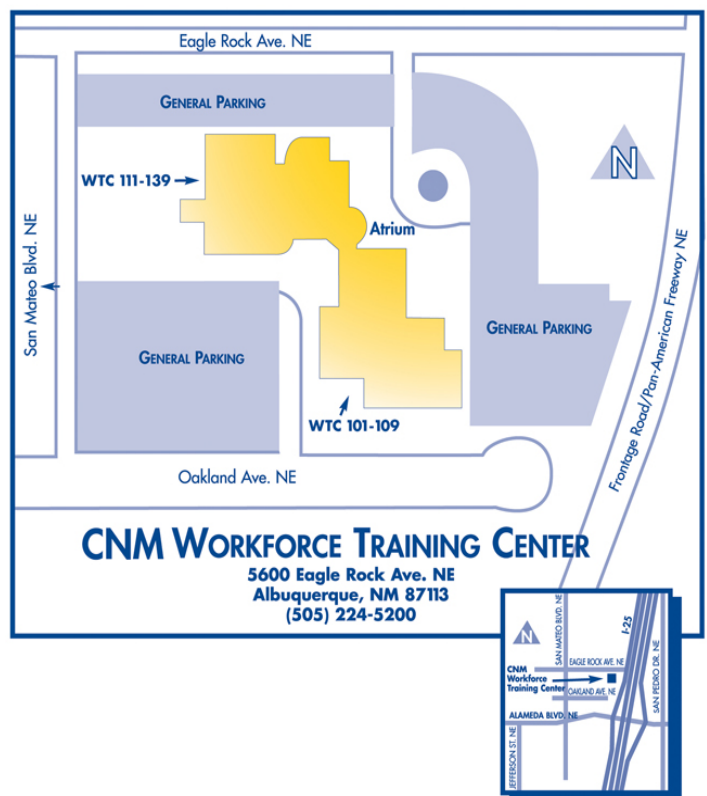 Eagle Rock Ave. NE
GENERAL PARKING
N
WTC 111-139
Atrium
San Mateo Blvd. NE
GENERAL PARKING
GENERAL PARKING
WTC 101-109
Frontage Road/Pan-American Freeway NE
Oakland Ave. NE
CNM WORKFORCE TRAINING CENTER
5600 Eagle Rock Ave. NE
Albuquerque, NM 87113
(505) 224-5200
N
SAN MATEO BLVD. NE
I-25
EAGLE ROCK AVE. NE
CNM
Workforce
Training Center
OAKLAND AVE. NE
SAN PEDRO DR. NE
ALAMEDA BLVD. NE
JEFFERSON ST. NE